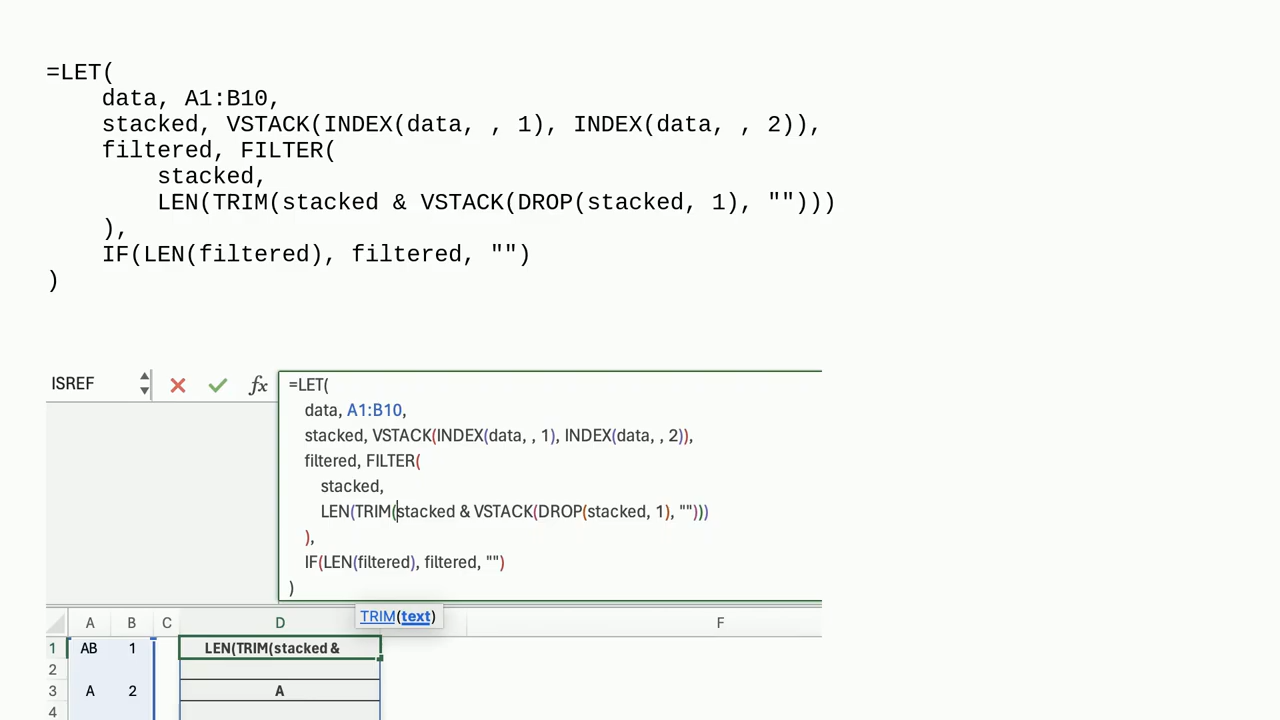 =LET(
data, A1:B10,
stacked, VSTACK(INDEX(data, , 1), INDEX(data, , 2)),
filtered, FILTER(
stacked,
LEN(TRIM(stacked & VSTACK(DROP(stacked, 1), "")))
),
IF(LEN(filtered), filtered, "")
)
ISREF fx =LET(
data, A1:B10,
stacked, VSTACK(INDEX(data, , 1), INDEX(data, , 2)),
filtered, FILTER(
stacked,
LEN(TRIM(stacked & VSTACK(DROP(stacked, 1), "")))
),
IF(LEN(filtered), filtered, "")
)
TRIM(text)
A B C D F
1 AB 1 LEN(TRIM(stacked &
2
3 A 2 A
4